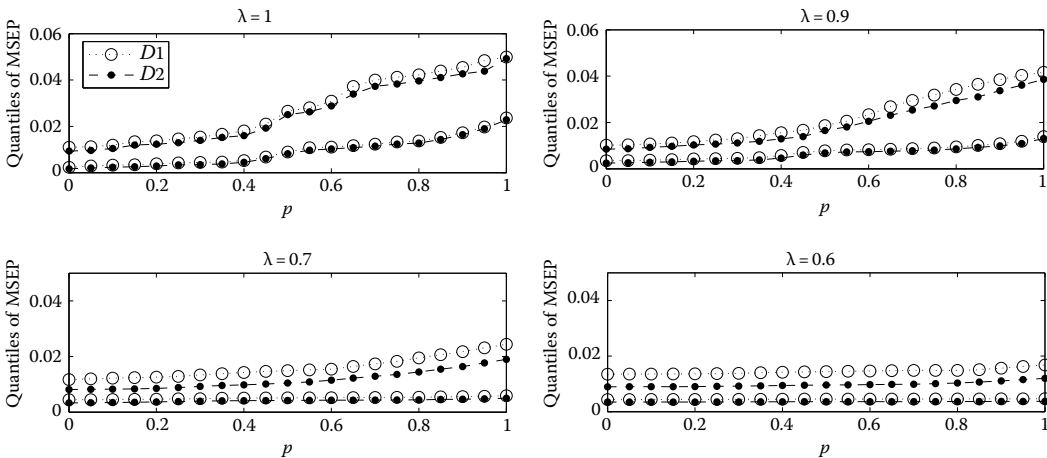 λ = 1
Quantiles of MSEP
0.06
0.04
0.02
0
D1
D2
0 0.2 0.4 0.6 0.8 1
p
λ = 0.9
Quantiles of MSEP
0.06
0.04
0.02
0
0 0.2 0.4 0.6 0.8 1
p
λ = 0.7
Quantiles of MSEP
0.04
0.02
0
0 0.2 0.4 0.6 0.8 1
p
λ = 0.6
Quantiles of MSEP
0.04
0.02
0
0 0.2 0.4 0.6 0.8 1
p